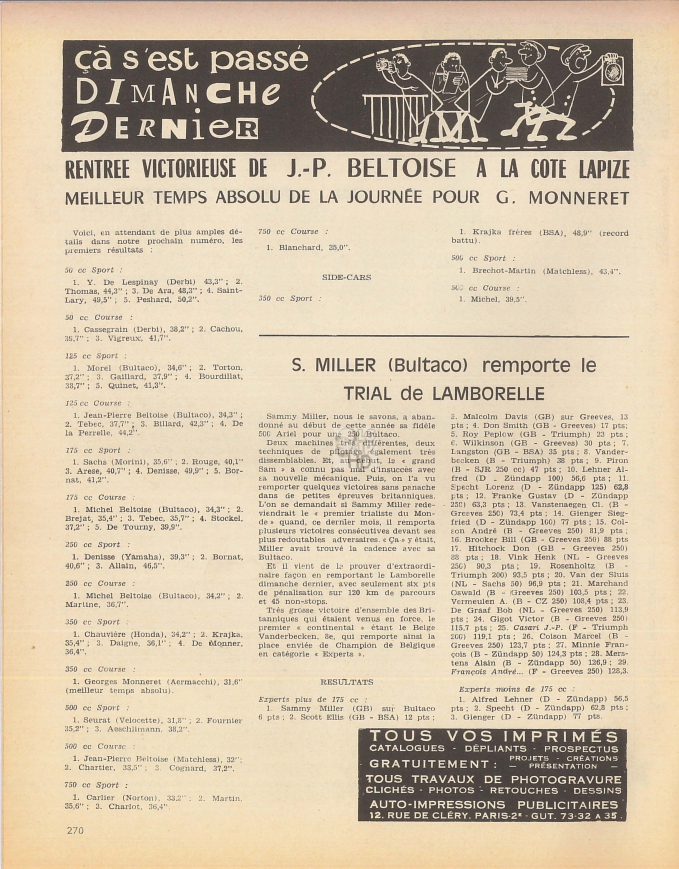 çà s'est passé
DIMANCHE
DERNIER
RENTREE VICTORIEUSE DE J.-P. BELTOISE A LA COTE LAPIZE
MEILLEUR TEMPS ABSOLU DE LA JOURNÉE POUR G. MONNERET
Voici, en attendant de plus amples dé-
tails dans notre prochain numéro, les
premiers résultats :
50 cc Sport :
1. Y. De Lespinay (Derbi) 43,3" ; 2.
Thomas, 44,3" ; 3. De Ara, 48,3" ; 4. Saint-
Lary, 49,5" ; 5. Peshard, 50,2".
50 cc Course :
1. Cassegrain (Derbi), 38,2" ; 2. Cachou,
39,7" ; 3. Vigreux, 41,7".
125 cc Sport :
1. Morel (Bultaco), 34,6" ; 2. Torton,
37,2" ; 3. Gaillard, 37,9" ; 4. Bourdillat,
38,7" ; 5. Quinet, 41,3".
125 cc Course :
1. Jean-Pierre Beltoise (Bultaco), 34,3" ;
2. Tebec, 37,7" ; 3. Billard, 42,3" ; 4. De
la Perrelle, 44,2".
175 cc Sport :
1. Sachs (Morini), 35,6" ; 2. Rouge, 40,1"
3. Arese, 40,7" ; 4. Denisse, 49,9" ; 5. Bor-
nat, 41,2".
175 cc Course :
1. Michel Beltoise (Bultaco), 34,3" ; 2.
Brejat, 35,4" ; 3. Tebec, 35,7" ; 4. Stockel,
37,2" ; 5. De Tourny, 39,9".
250 cc Sport :
1. Denisse (Yamaha), 39,3" ; 2. Bornat,
40,6" ; 3. Allain, 46,5".
250 cc Course :
1. Michel Beltoise (Bultaco), 34,2" ; 2.
Martine, 36,7".
350 cc Sport :
1. Chauvière (Honda), 34,2" ; 2. Krajka,
35,4" ; 3. Daigne, 36,1" ; 4. De Monner,
36,4".
350 cc Course :
1. Georges Monneret (Aermacchi), 31,6"
(meilleur temps absolu).
500 cc Sport :
1. Seurat (Velocette), 31,8" ; 2. Fournier
35,2" ; 3. Aeschlimann, 38,2".
500 cc Course :
1. Jean-Pierre Beltoise (Matchless), 32" ;
2. Chartier, 33,5" ; 3. Cognard, 37,2".
750 cc Sport :
1. Carlier (Norton), 33,2" ; 2. Martin,
35,6" ; 3. Charlot, 36,4".
750 cc Course :
1. Blanchard, 35,0".
SIDE-CARS
350 cc Sport :
1. Krajka frères (BSA), 48,9" (record
battu).
500 cc Sport :
1. Brechot-Martin (Matchless), 43,4".
500 cc Course :
1. Michel, 39,5".
S. MILLER (Bultaco) remporte le
TRIAL de LAMBORELLE
Sammy Miller, nous le savons, a aban-
donné au début de cette année sa fidèle
500 Ariel pour une 250 Bultaco.
Deux machines très différentes, deux
techniques de pilotage également très
dissemblables. Et, au début, le « grand
Sam » a connu pas mal d'insuccès avec
sa nouvelle mécanique. Puis, on l'a vu
remporter quelques victoires sans penache
dans de petites épreuves britanniques.
L'on se demandait si Sammy Miller rede-
viendrait le « premier trialiste du Mon-
de » quand, ce dernier mois, il remporta
plusieurs victoires consécutives devant ses
plus redoutables adversaires. « Ça » y était,
Miller avait trouvé la cadence avec sa
Bultaco.
Et il vient de le prouver d'extraordi-
naire façon en remportant le Lamborelle
dimanche dernier, avec seulement six pts
de pénalisation sur 120 km de parcours
et 45 non-stops.
Très grosse victoire d'ensemble des Bri-
tanniques qui étaient venus en force, le
premier « continental » étant le Belge
Vanderbecken, 8e, qui remporte ainsi la
place enviée de Champion de Belgique
en catégorie « Experts ».
RESULTATS
Experts plus de 175 cc :
1. Sammy Miller (GB) sur Bultaco
6 pts ; 2. Scott Ellis (GB - BSA) 12 pts ;
3. Malcolm Davis (GB) sur Greeves, 13
pts ; 4. Don Smith (GB - Greeves) 17 pts;
5. Roy Peplow (GB - Triumph) 23 pts ;
6. Wilkinson (GB - Greeves) 30 pts ; 7.
Langston (GB - BSA) 35 pts ; 8. Vander-
becken (B - Triumph) 38 pts ; 9. Piron
(B - SJR 250 cc) 47 pts ; 10. Lehner Al-
fred (D - Zündapp 100) 56,6 pts ; 11.
Specht Lorenz (D - Zündapp 125) 62,8
pts ; 12. Franke Gustav (D - Zündapp
250) 63,3 pts ; 13. Vanstenaegen Cl. (B -
Greeves 250) 73,4 pts ; 14. Gienger Sieg-
fried (D - Zundapp 100) 77 pts ; 15. Coi-
son André (B - Greeves 250) 81,9 pts ;
16. Brocker Bill (GB - Greeves 250) 88 pts
17. Hitchock Don (GB - Greeves 250)
88 pts ; 18. Vink Henk (NL - Greeves
256) 90,3 pts ; 19. Rosenholtz (B -
Triumph 200) 93,5 pts ; 20. Van der Sluis
(NL - Sachs 50) 96,9 pts ; 21. Marchand
Oswald (B - Greeves 250) 103,5 pts ; 22.
Vermeulen A. (B - CZ 250) 108,4 pts ; 23.
De Graaf Bob (NL - Greeves 250) 113,9
pts ; 24. Gigot Victor (B - Greeves 250)
115,7 pts ; 25. Casari J.-P. (F - Triumph
200) 119,1 pts ; 26. Coison Marcel (B -
Greeves 250) 123,7 pts ; 27. Minnie Fran-
çois (B - Zündapp 50) 124,3 pts ; 28. Mers-
tens Alain (B - Zündapp 50) 126,9 ; 29.
François André... (F - Greeves 250) 128,3.
Experts moins de 175 cc :
1. Alfred Lehner (D - Zündapp) 56,5
pts ; 2. Specht (D - Zündapp) 62,8 pts ;
3. Gienger (D - Zündapp) 77 pts.
TOUS VOS IMPRIMÉS
CATALOGUES - DÉPLIANTS - PROSPECTUS
GRATUITEMENT : PROJETS - CRÉATIONS
— PRÉSENTATION —
TOUS TRAVAUX DE PHOTOGRAVURE
CLICHÉS - PHOTOS - RETOUCHES - DESSINS
AUTO-IMPRESSIONS PUBLICITAIRES
12, RUE DE CLÉRY, PARIS-2e - GUT. 73-32 A 35
270